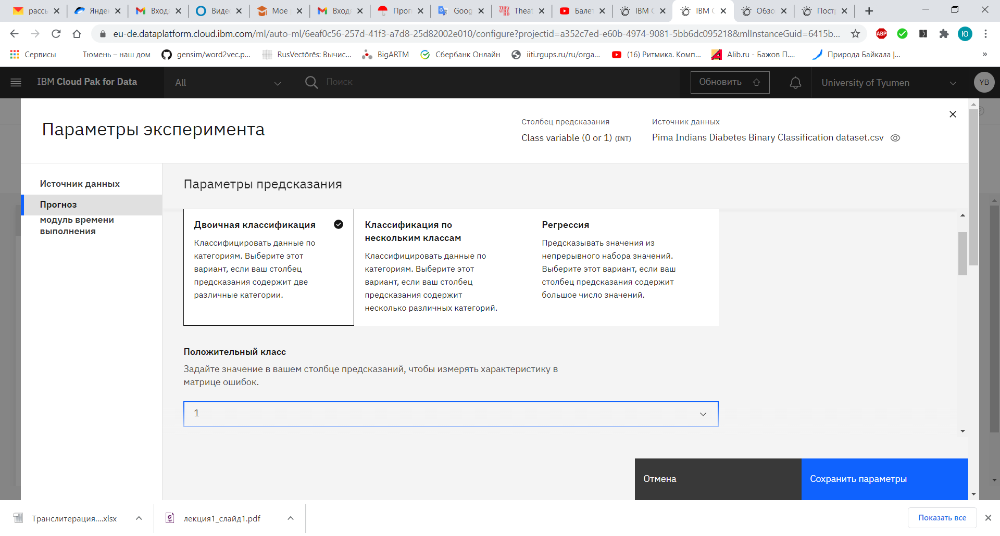 рассы
Яндек
Входя
Видео
Мое
Входя
Прог
Goog
Theat
Балет
IBM C
IBM C
Обзо
Постр
eu-de.dataplatform.cloud.ibm.com/ml/auto-ml/6eaf0c56-257d-41f3-a7d8-25d82002e010/configure?projectid=a352c7ed-e60b-4974-9081-5bb6dc095218&mlInstanceGuid=6415b...
ABP
Ю
Сервисы
Тюмень – наш дом
gensim/word2vec.p...
RusVectōrēs: Вычис...
BigARTM
Сбербанк Онлайн
iiti.rgups.ru/ru/orga...
(16) Ритмика. Комп...
Alib.ru - Бажов П....
Природа Байкала |...
»
IBM Cloud Pak for Data
All
Поиск
Обновить
University of Tyumen
YB
Параметры эксперимента
Столбец предсказания
Class variable (0 or 1) (INT)
Источник данных
Pima Indians Diabetes Binary Classification dataset.csv
Источник данных
Прогноз
модуль времени
выполнения
Параметры предсказания
Двоичная классификация
Классифицировать данные по
категориям. Выберите этот
вариант, если ваш столбец
предсказания содержит две
различные категории.
Классификация по
нескольким классам
Классифицировать данные по
категориям. Выберите этот
вариант, если ваш столбец
предсказания содержит
несколько различных категорий.
Регрессия
Предсказывать значения из
непрерывного набора значений.
Выберите этот вариант, если ваш
столбец предсказания содержит
большое число значений.
Положительный класс
Задайте значение в вашем столбце предсказаний, чтобы измерять характеристику в
матрице ошибок.
1
Отмена
Сохранить параметры
Транслитерация....xlsx
лекция1_слайд1.pdf
Показать все